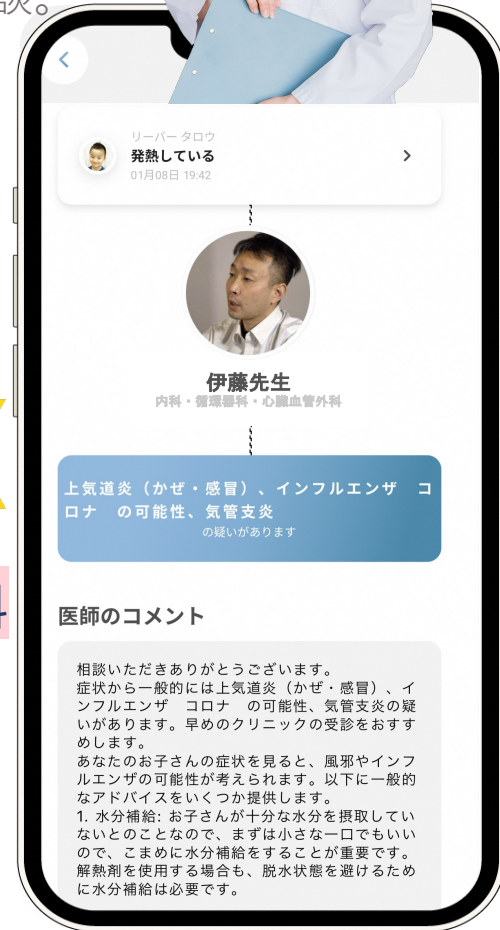 談。
リーバー タロウ
発熱している
01月08日 19:42
伊藤先生
内科・循環器科・心臓血管外科
上気道炎（かぜ・感冒）、インフルエンザ　コ
ロナ　の可能性、気管支炎
の疑いがあります
医師のコメント
相談いただきありがとうございます。
症状から一般的には上気道炎（かぜ・感冒）、イ
ンフルエンザ　コロナ　の可能性、気管支炎の疑
いがあります。早めのクリニックの受診をおすす
めします。
あなたのお子さんの症状を見ると、風邪やインフ
ルエンザの可能性が考えられます。以下に一般的
なアドバイスをいくつか提供します。
1. 水分補給: お子さんが十分な水分を摂取してい
ないとのことなので、まずは小さな一口でもいい
ので、こまめに水分補給をすることが重要です。
解熱剤を使用する場合も、脱水状態を避けるため
に水分補給は必要です。